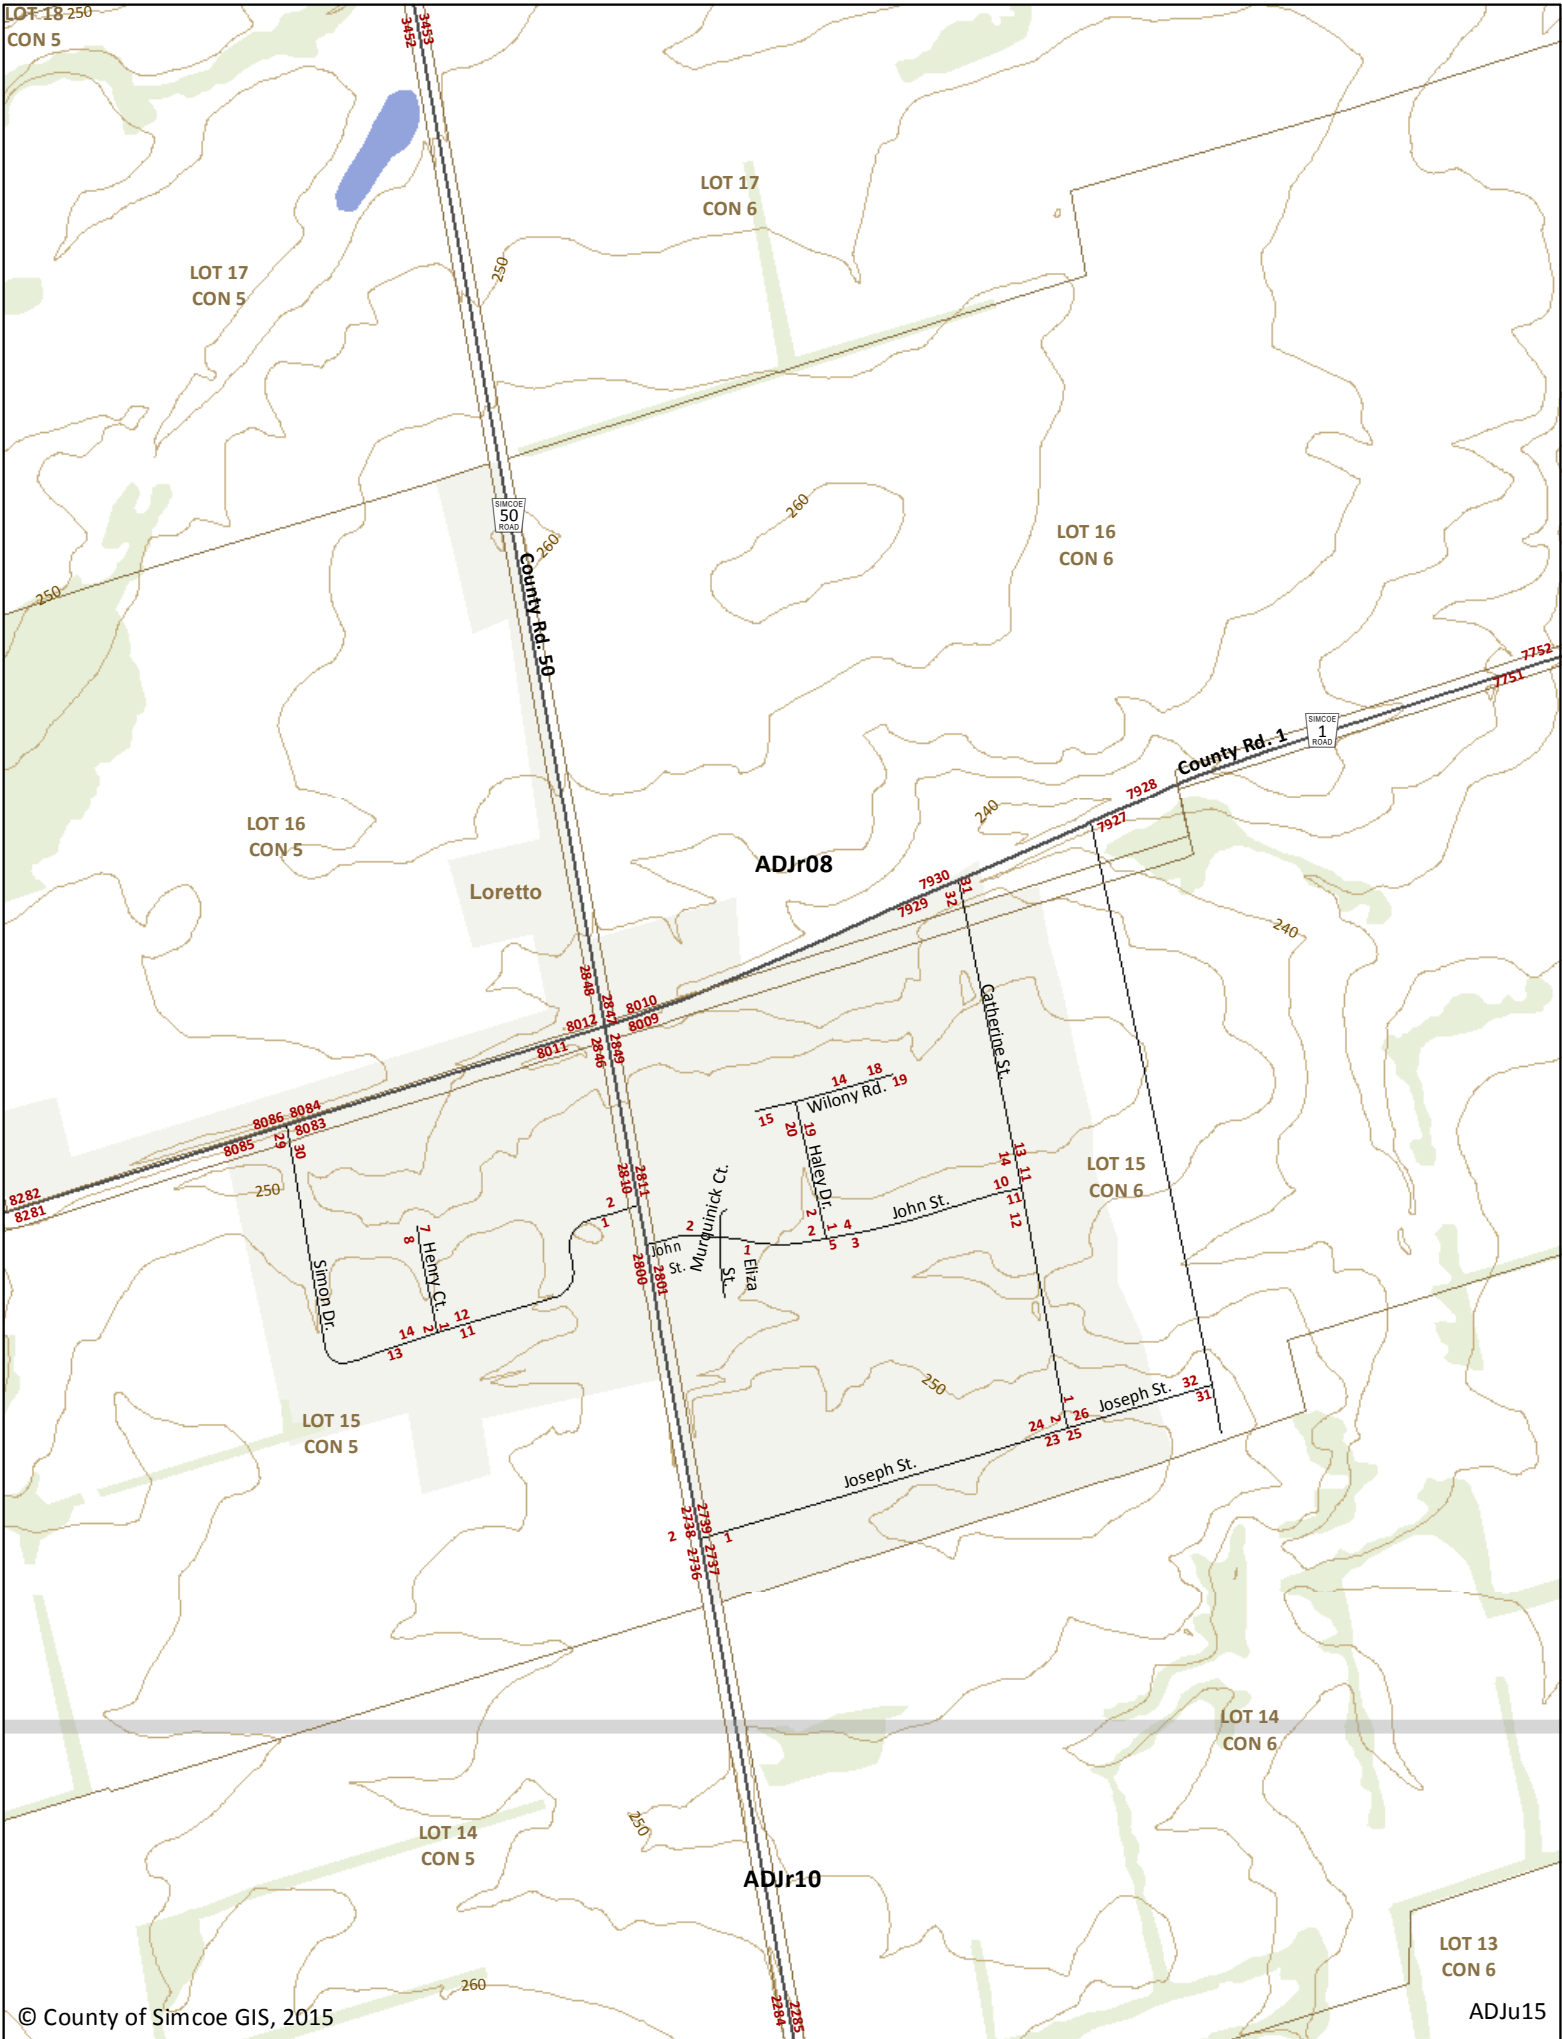 LOT 18
CON 5
250
3452
3453
LOT 17
CON 6
LOT 17
CON 5
250
SIMCOE
50
ROAD
260
260
County Rd. 50
LOT 16
CON 6
250
7752
7751
SIMCOE
1
ROAD
County Rd. 1
7928
7927
240
LOT 16
CON 5
ADJr08
Loretto
7930
7929
31
32
240
2848
2847
8010
8009
8012
8011
2846
2849
Catherine St.
14
18
19
Wilony Rd.
15
20
19
8086
8084
8083
8085
29
30
Haley Dr.
13
14
11
10
11
12
LOT 15
CON 6
250
8282
8281
2810
2811
2
1
Murquinick Ct.
John St.
2
1
2
4
5
3
2
John
St.
1
Eliza
St.
7
8
Henry Ct.
Simon Dr.
2800
2801
12
11
14
2
1
13
250
1
2
24
26
23
25
Joseph St.
32
31
LOT 15
CON 5
Joseph St.
2738
2739
2
1
2736
2737
LOT 14
CON 6
250
LOT 14
CON 5
ADJr10
LOT 13
CON 6
260
2284
2285
© County of Simcoe GIS, 2015
ADJu15